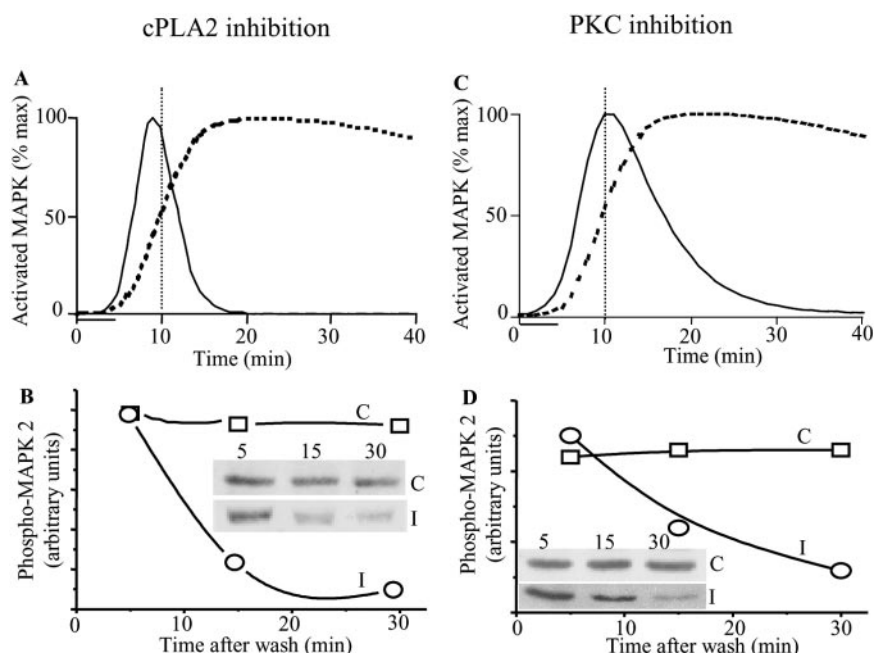 cPLA2 inhibition
PKC inhibition
A
Activated MAPK (% max)
100
50
0
0 10 20 30 40
Time (min)
C
Activated MAPK (% max)
100
50
0
0 10 20 30 40
Time (min)
B
Phospho-MAPK 2
(arbitrary units)
C
5 15 30
C
I
I
0 10 20 30
Time after wash (min)
D
Phospho-MAPK 2
(arbitrary units)
C
5 15 30
C
I
I
0 5 10 15 20 25 30
Time after wash (min)